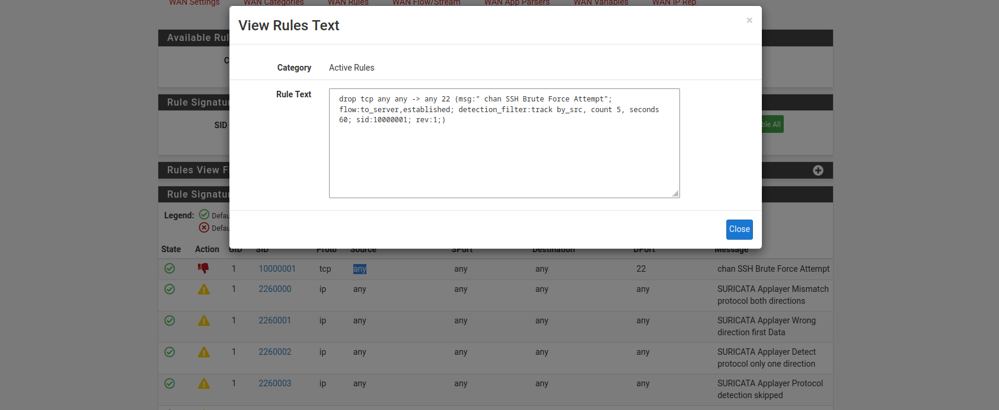 WAN Settings WAN Categories WAN Rules WAN Flow/Stream WAN App Parsers WAN Variables WAN IP Rep
View Rules Text ×
Available Rul
C
Category Active Rules
Rule Text
drop tcp any any -> any 22 (msg:" chan SSH Brute Force Attempt";
flow:to_server,established; detection_filter:track by_src, count 5, seconds
60; sid:10000001; rev:1;)
Rule Signatur
SID
ble All
Rules View F
Rule Signatur
Legend: Defau
Defau
Close
State Action GID SID Proto Source SPort Destination DPort Message
1 10000001 tcp any any any 22 chan SSH Brute Force Attempt
1 2260000 ip any any any any SURICATA Applayer Mismatch
protocol both directions
1 2260001 ip any any any any SURICATA Applayer Wrong
direction first Data
1 2260002 ip any any any any SURICATA Applayer Detect
protocol only one direction
1 2260003 ip any any any any SURICATA Applayer Protocol
detection skipped